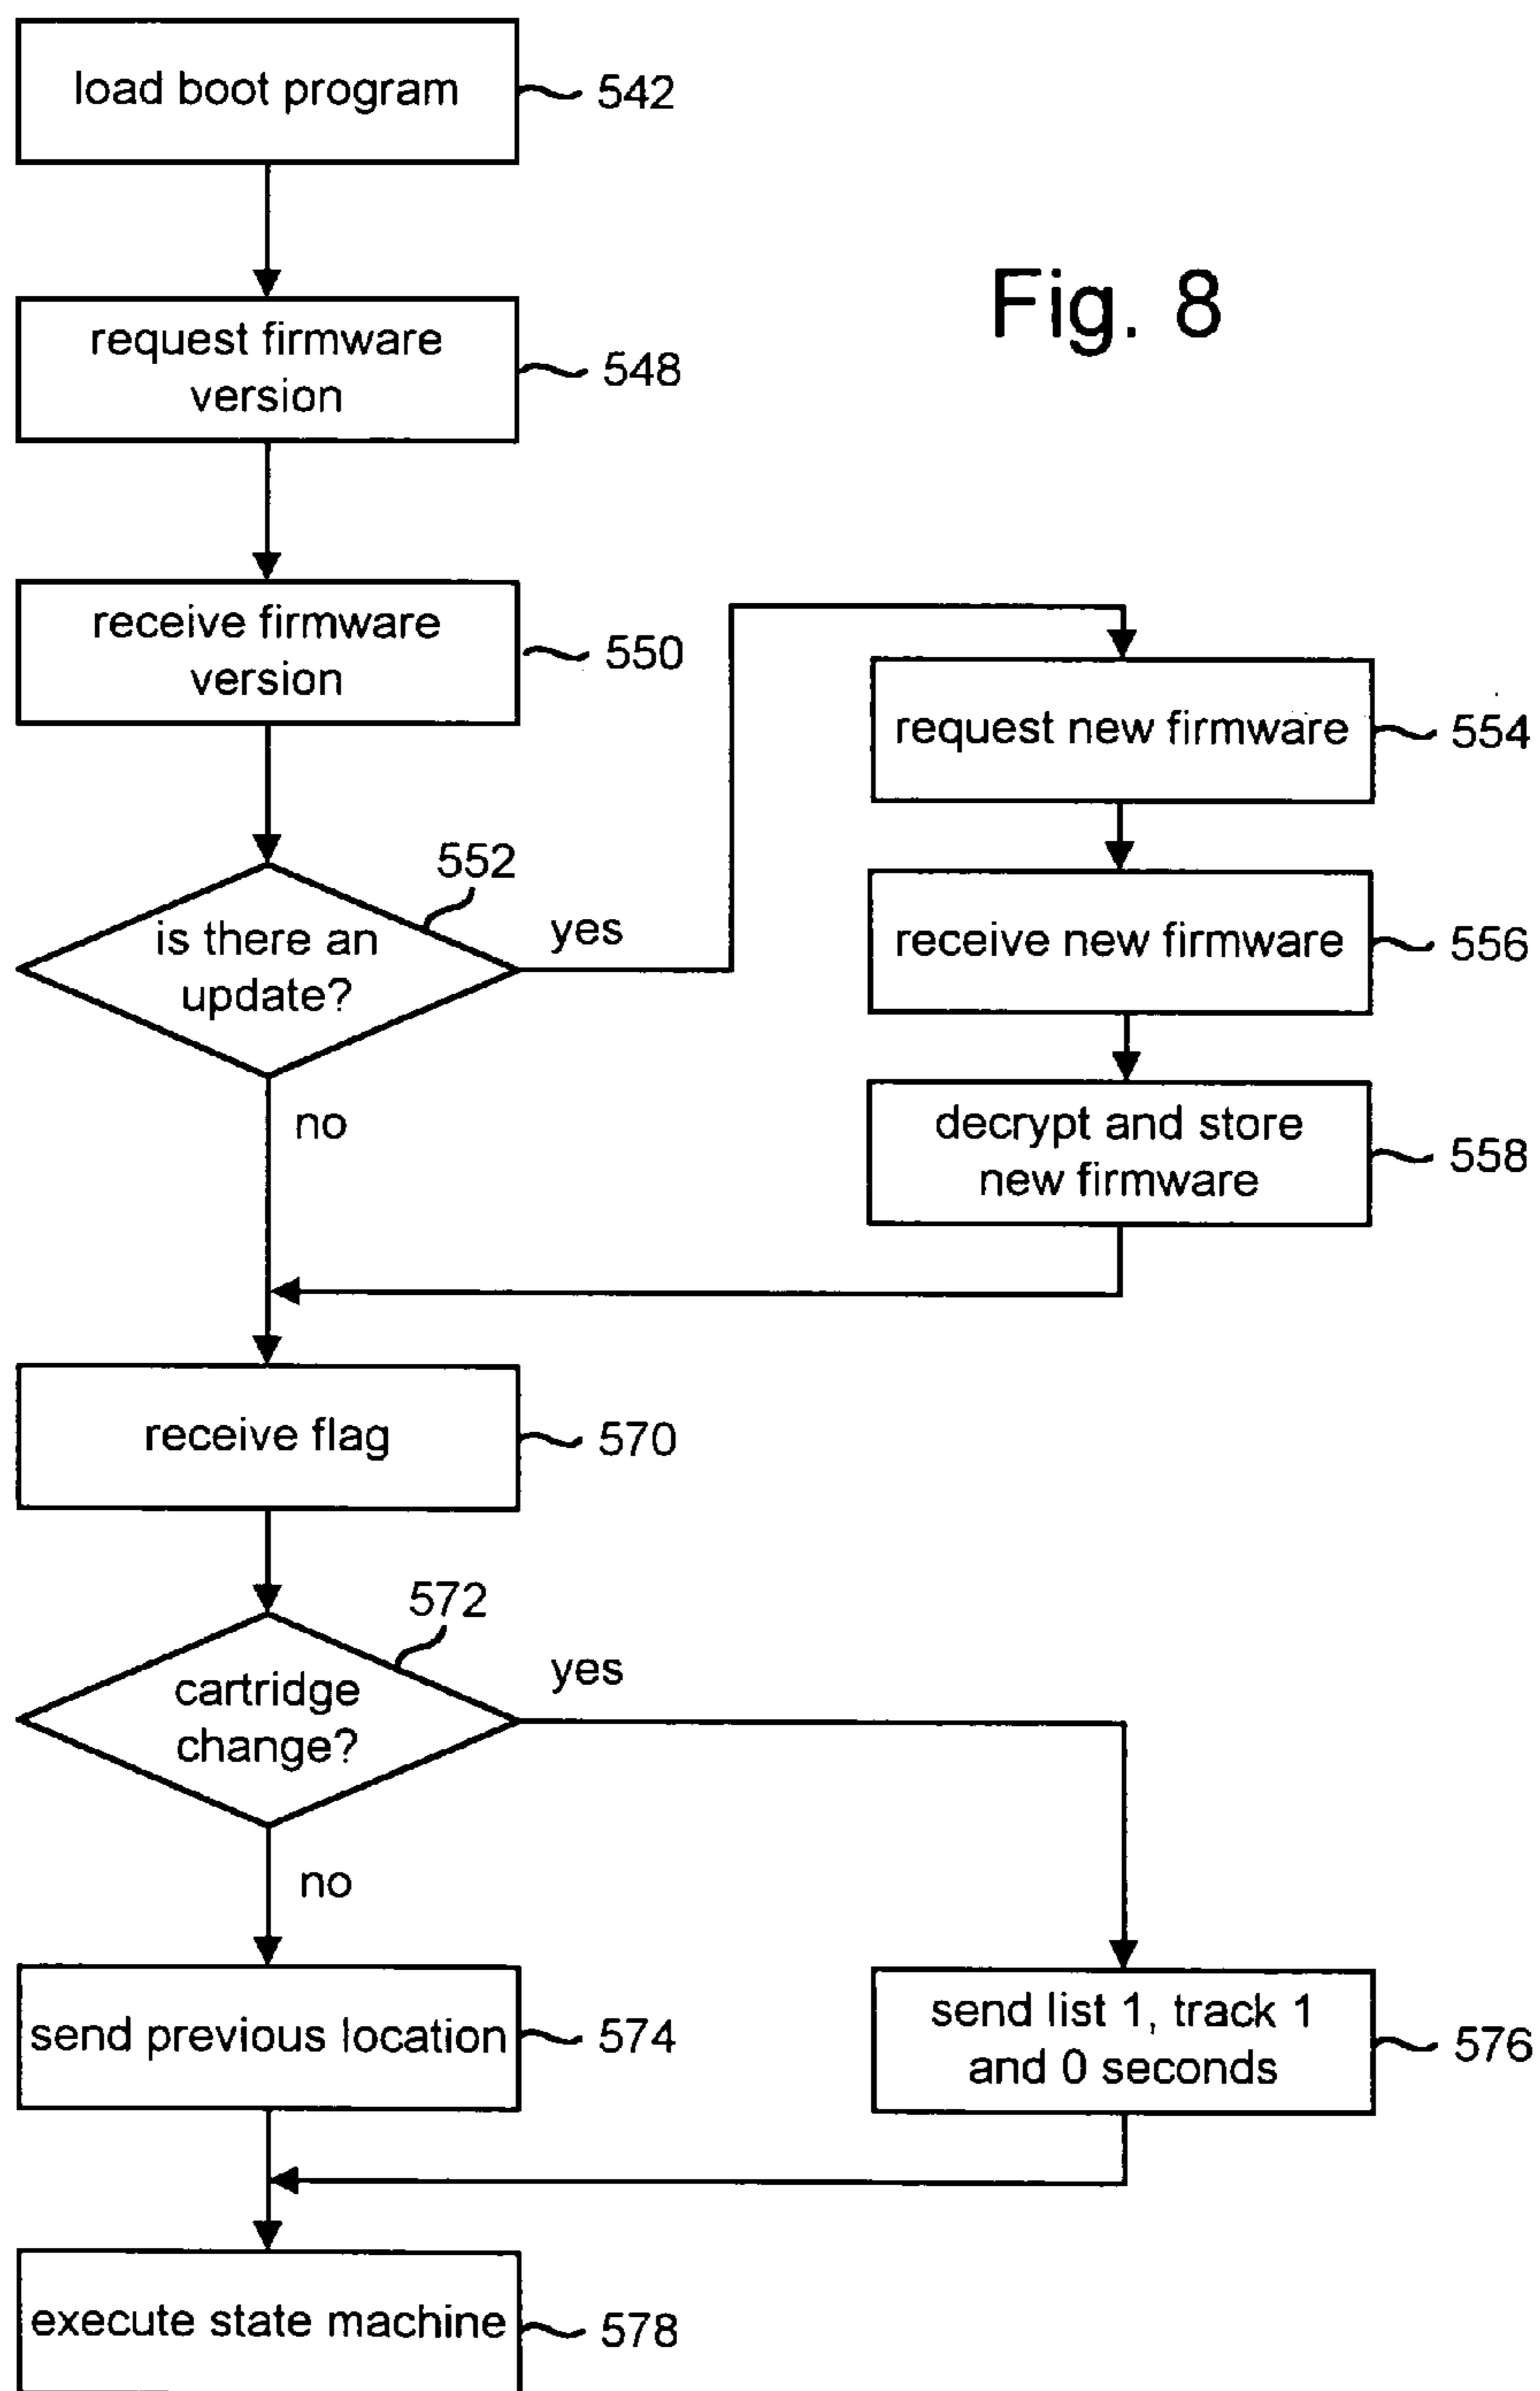 load boot program
542
Fig. 8
request firmware
version
548
receive firmware
version
550
request new firmware
554
552
is there an
update?
yes
receive new firmware
556
no
decrypt and store
new firmware
558
receive flag
570
572
cartridge
change?
yes
no
send previous location
574
send list 1, track 1
and 0 seconds
576
execute state machine
578